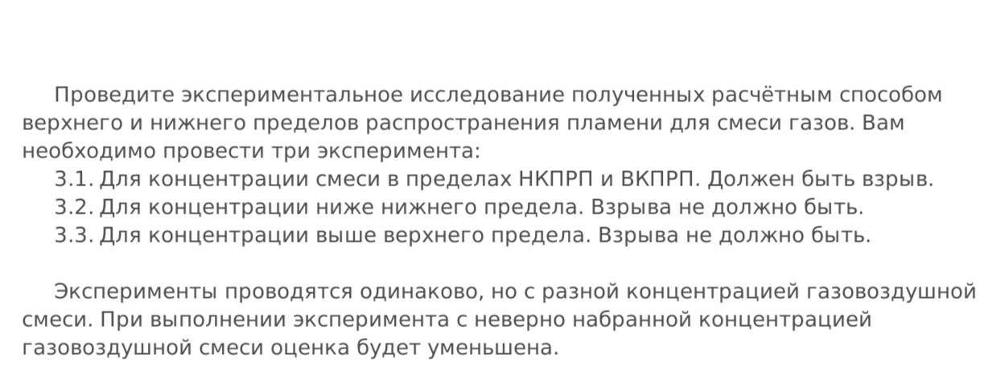 Проведите экспериментальное исследование полученных расчётным способом
верхнего и нижнего пределов распространения пламени для смеси газов. Вам
необходимо провести три эксперимента:
3.1. Для концентрации смеси в пределах НКПРП и ВКПРП. Должен быть взрыв.
3.2. Для концентрации ниже нижнего предела. Взрыва не должно быть.
3.3. Для концентрации выше верхнего предела. Взрыва не должно быть.
Эксперименты проводятся одинаково, но с разной концентрацией газовоздушной
смеси. При выполнении эксперимента с неверно набранной концентрацией
газовоздушной смеси оценка будет уменьшена.